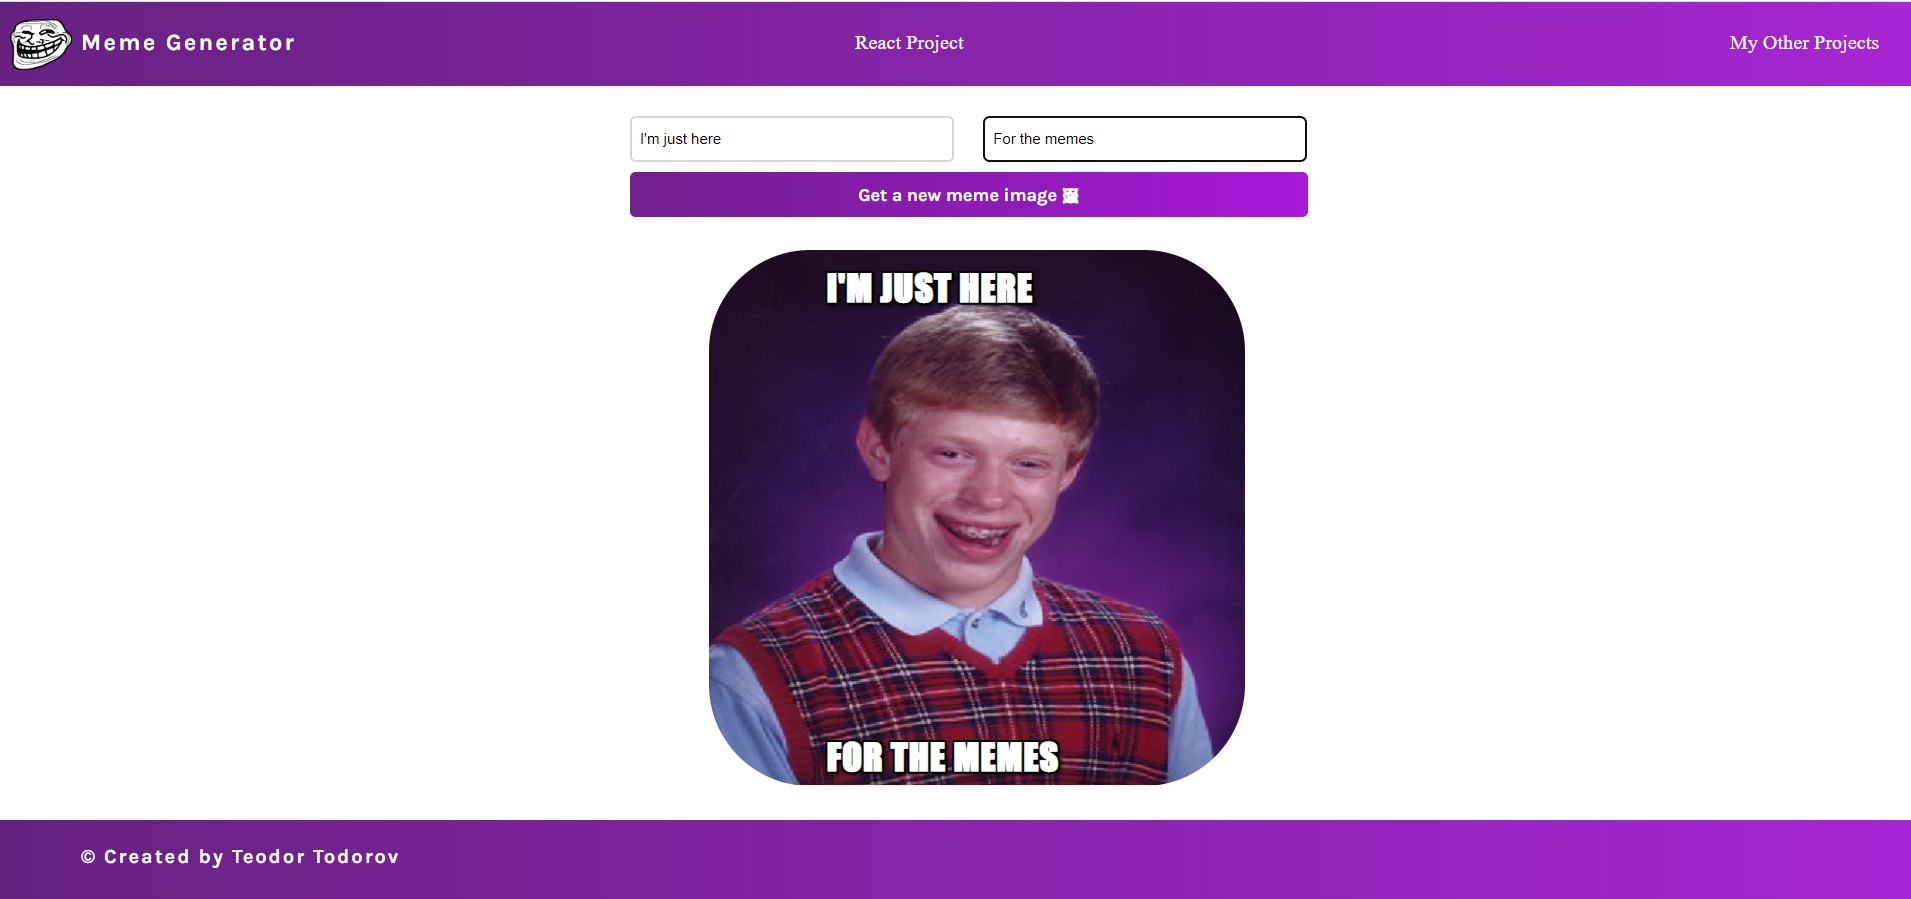 Meme Generator
React Project
My Other Projects
I'm just here
For the memes
Get a new meme image 🖼
I'M JUST HERE
FOR THE MEMES
© Created by Teodor Todorov